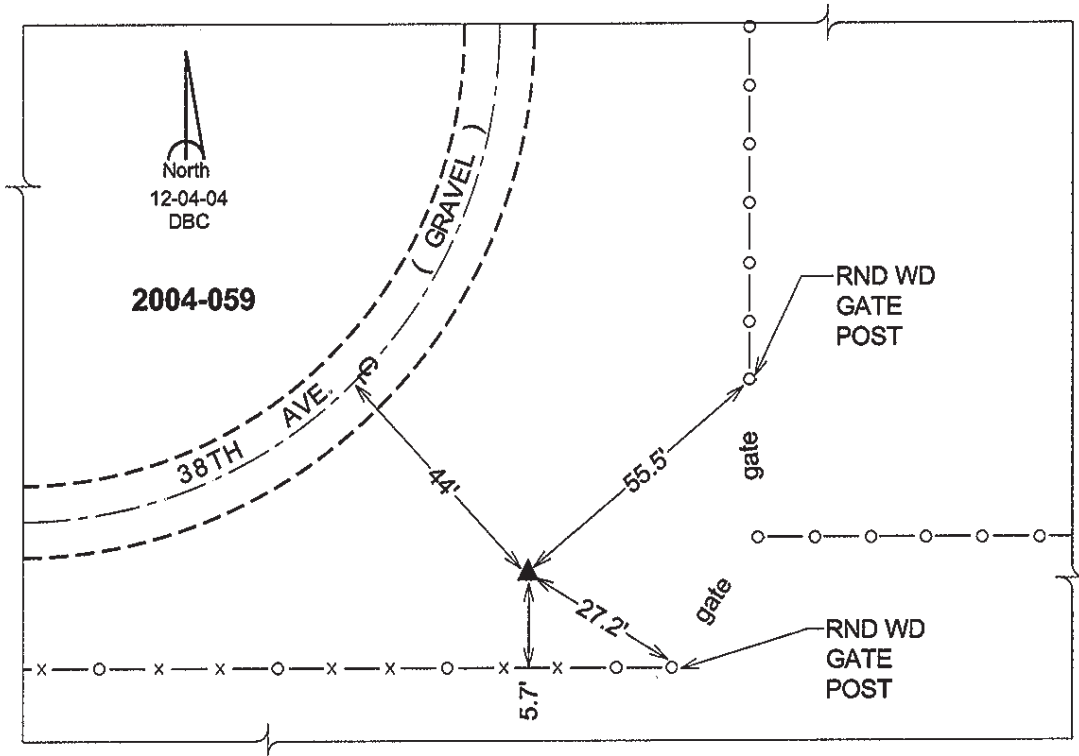 North
12-04-04
DBC
2004-059
( GRAVEL )
38TH AVE. ℄
RND WD
GATE
POST
44'
55.5'
gate
gate
27.2'
RND WD
GATE
POST
5.7'